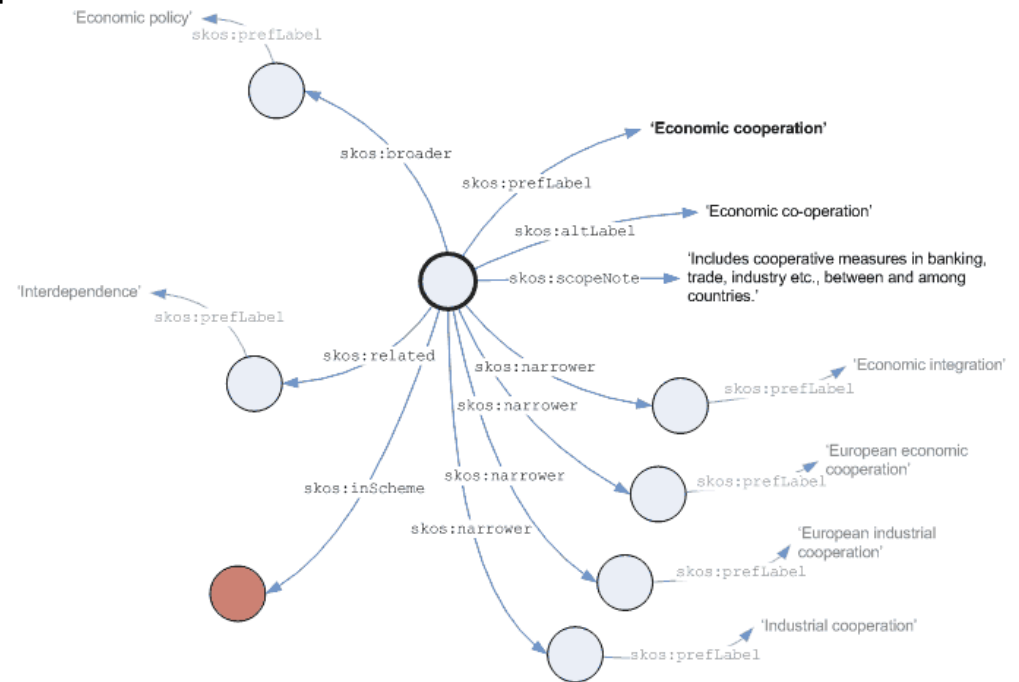 ‘Economic policy’
skos:prefLabel
‘Economic cooperation’
skos:broader
skos:prefLabel
‘Economic co-operation’
skos:altLabel
‘Includes cooperative measures in banking,
trade, industry etc., between and among
countries.’
skos:scopeNote
‘Interdependence’
skos:prefLabel
skos:related
skos:narrower
‘Economic integration’
skos:prefLabel
skos:narrower
‘European economic
cooperation’
skos:prefLabel
skos:narrower
skos:inScheme
skos:narrower
‘European industrial
cooperation’
skos:prefLabel
‘Industrial cooperation’
skos:prefLabel